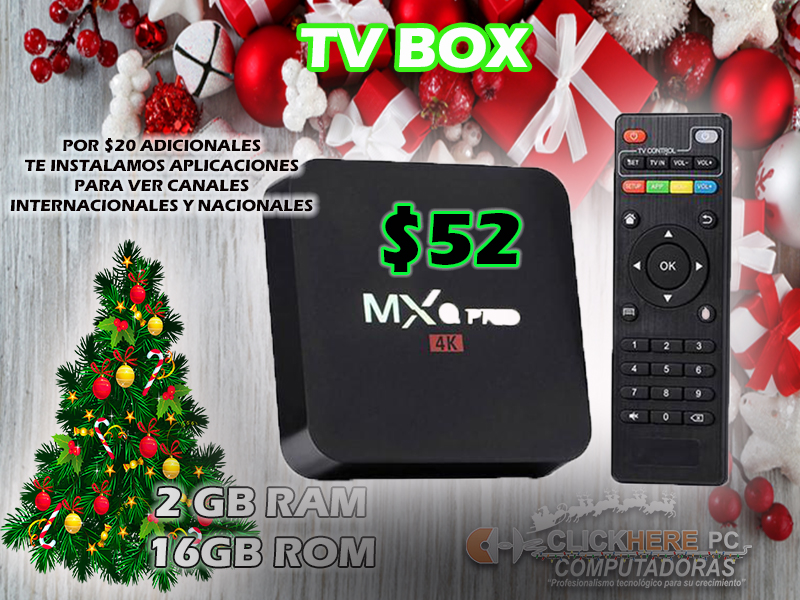 TV BOX
POR $20 ADICIONALES
TE INSTALAMOS APLICACIONES
PARA VER CANALES
INTERNACIONALES Y NACIONALES
$52
MXQ PRO
4K
TV CONTROL
SET TV IN VOL- VOL+
SETUP APP VOL+
OK
1 2 3
4 5 6
7 8 9
0
2 GB RAM
16GB ROM
CLICKHERE PC
COMPUTADORAS
"Profesionalismo tecnológico para su crecimiento"